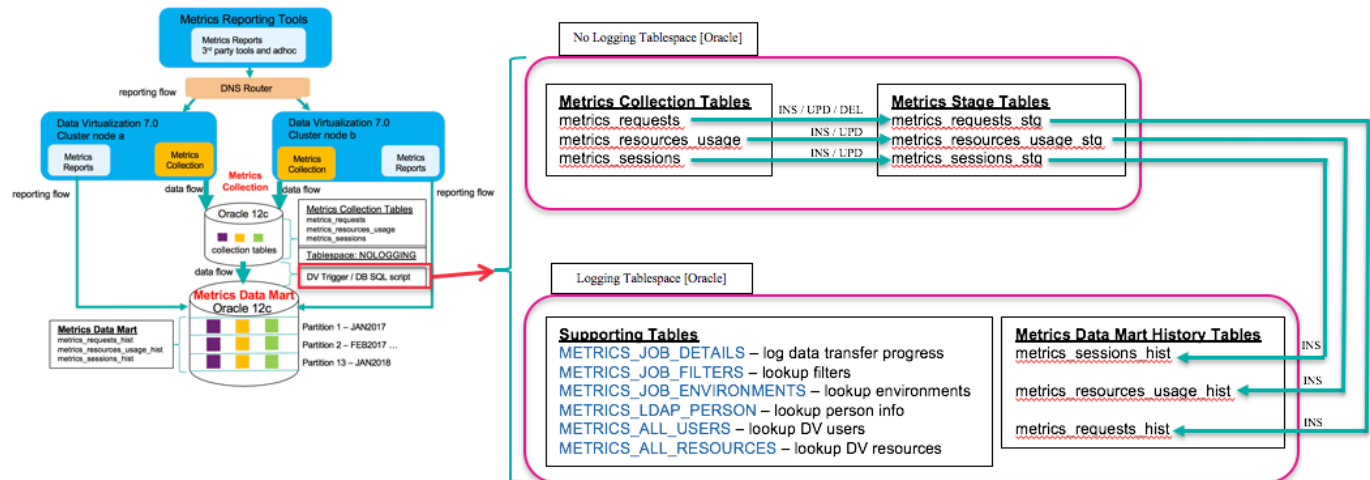 Metrics Reporting Tools
Metrics Reports
3rd party tools and adhoc
DNS Router
reporting flow
Data Virtualization 7.0
Cluster node a
Metrics
Reports
Metrics
Collection
Data Virtualization 7.0
Cluster node b
Metrics
Collection
Metrics
Reports
reporting flow
data flow
Metrics
Collection
data flow
reporting flow
Oracle 12c
collection tables
Metrics Collection Tables
metrics_requests
metrics_resources_usage
metrics_sessions
Tablespace: NOLOGGING
data flow
DV Trigger / DB SQL script
Metrics Data Mart
Oracle 12c
Metrics Data Mart
metrics_requests_hist
metrics_resources_usage_hist
metrics_sessions_hist
Partition 1 – JAN2017
Partition 2 – FEB2017 ...
Partition 13 – JAN2018
No Logging Tablespace [Oracle]
Metrics Collection Tables
metrics_requests
metrics_resources_usage
metrics_sessions
INS / UPD / DEL
INS / UPD
INS / UPD
Metrics Stage Tables
metrics_requests_stg
metrics_resources_usage_stg
metrics_sessions_stg
Logging Tablespace [Oracle]
Supporting Tables
METRICS_JOB_DETAILS – log data transfer progress
METRICS_JOB_FILTERS – lookup filters
METRICS_JOB_ENVIRONMENTS – lookup environments
METRICS_LDAP_PERSON – lookup person info
METRICS_ALL_USERS – lookup DV users
METRICS_ALL_RESOURCES – lookup DV resources
Metrics Data Mart History Tables
metrics_sessions_hist
metrics_resources_usage_hist
metrics_requests_hist
INS
INS
INS